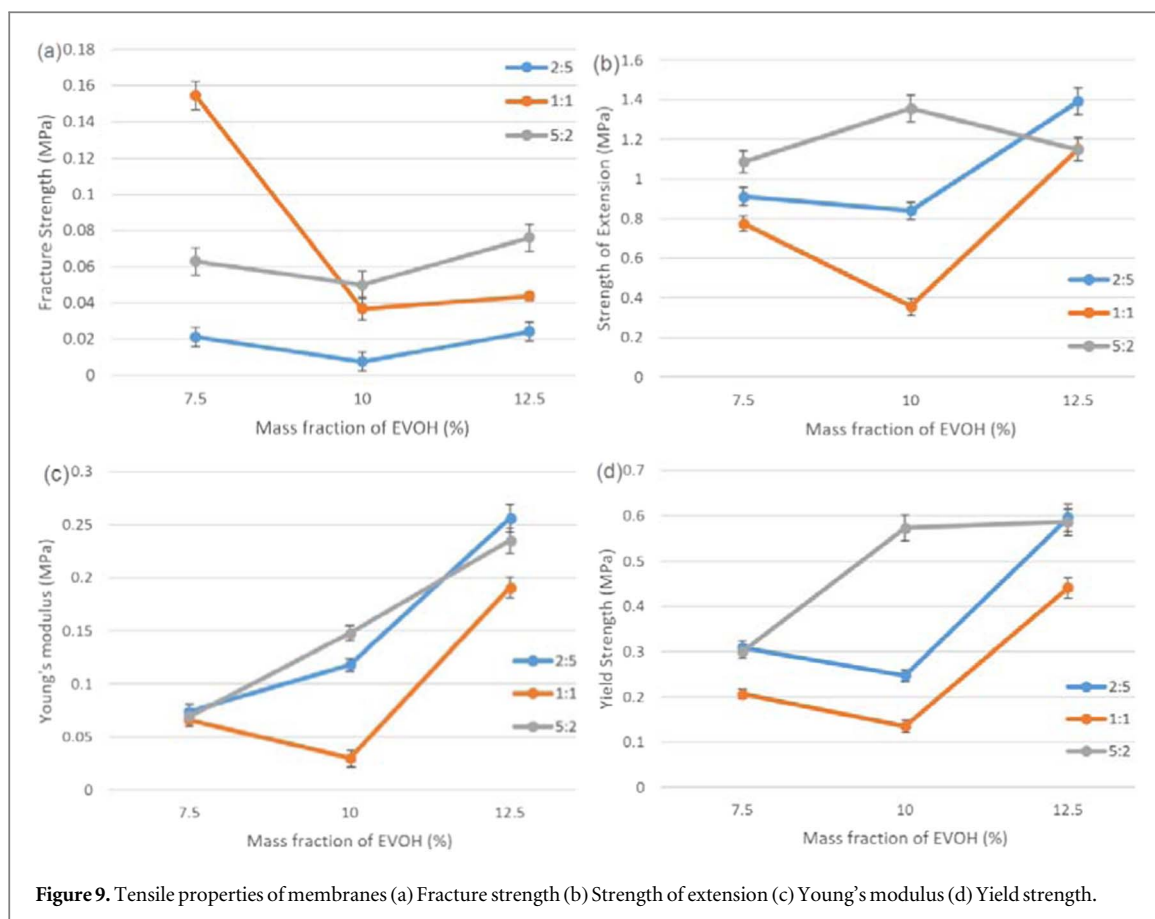 (a)
0.18
0.16
0.14
0.12
0.1
0.08
0.06
0.04
0.02
0
Fracture Strength (MPa)
2:5
1:1
5:2
7.5 10 12.5
Mass fraction of EVOH (%)
(b)
1.6
1.4
1.2
1
0.8
0.6
0.4
0.2
0
Strength of Extension (MPa)
2:5
1:1
5:2
7.5 10 12.5
Mass fraction of EVOH (%)
(c)
0.3
0.25
0.2
0.15
0.1
0.05
0
Young's modulus (MPa)
2:5
1:1
5:2
7.5 10 12.5
Mass fraction of EVOH (%)
(d)
0.7
0.6
0.5
0.4
0.3
0.2
0.1
0
Yield Strength (MPa)
2:5
1:1
5:2
7.5 10 12.5
Mass fraction of EVOH (%)
Figure 9. Tensile properties of membranes (a) Fracture strength (b) Strength of extension (c) Young's modulus (d) Yield strength.